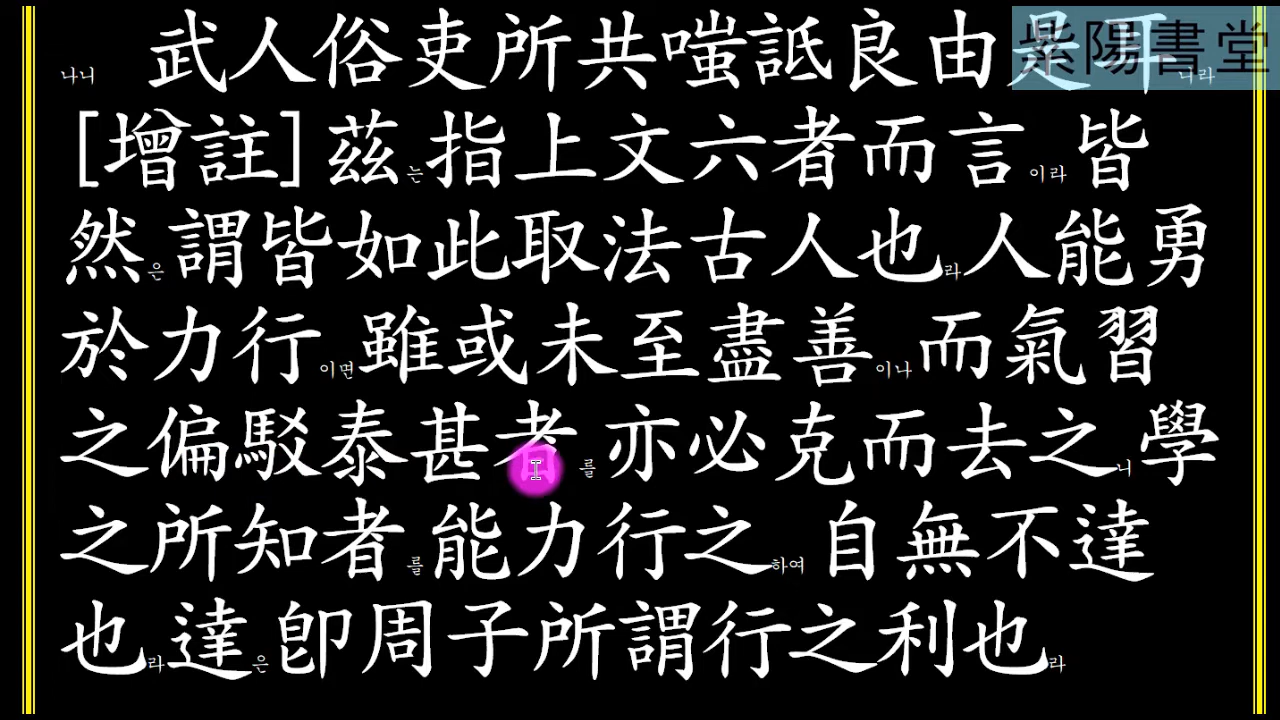 나니 武人俗吏所共嗤詆良由是耳니라
紫陽書堂
[增註] 茲는指上文六者而言이라 皆
然은謂皆如此取法古人也라人能勇
於力行이면雖或未至盡善이나而氣習
之偏駁泰甚者를亦必克而去之니學
之所知者를能力行之하여 自無不達
也라達은卽周子所謂行之利也라